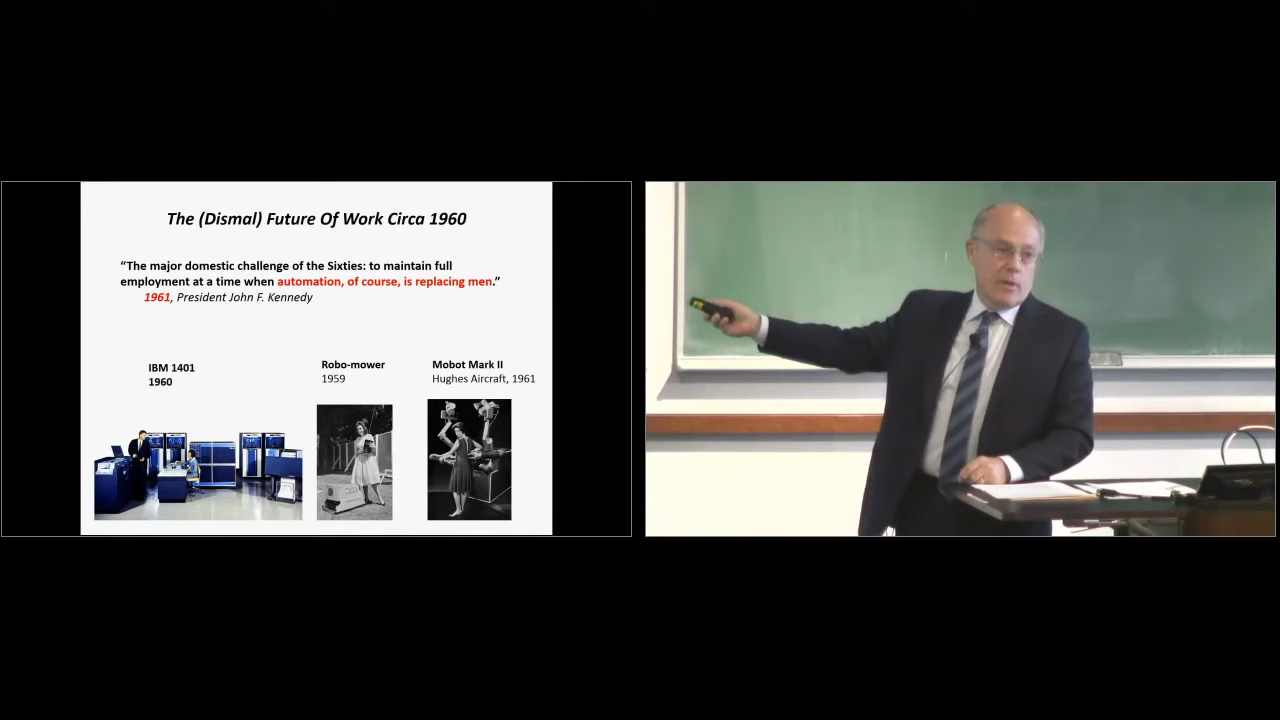 The (Dismal) Future Of Work Circa 1960
“The major domestic challenge of the Sixties: to maintain full
employment at a time when automation, of course, is replacing men.”
1961, President John F. Kennedy
IBM 1401
1960
Robo-mower
1959
Mobot Mark II
Hughes Aircraft, 1961